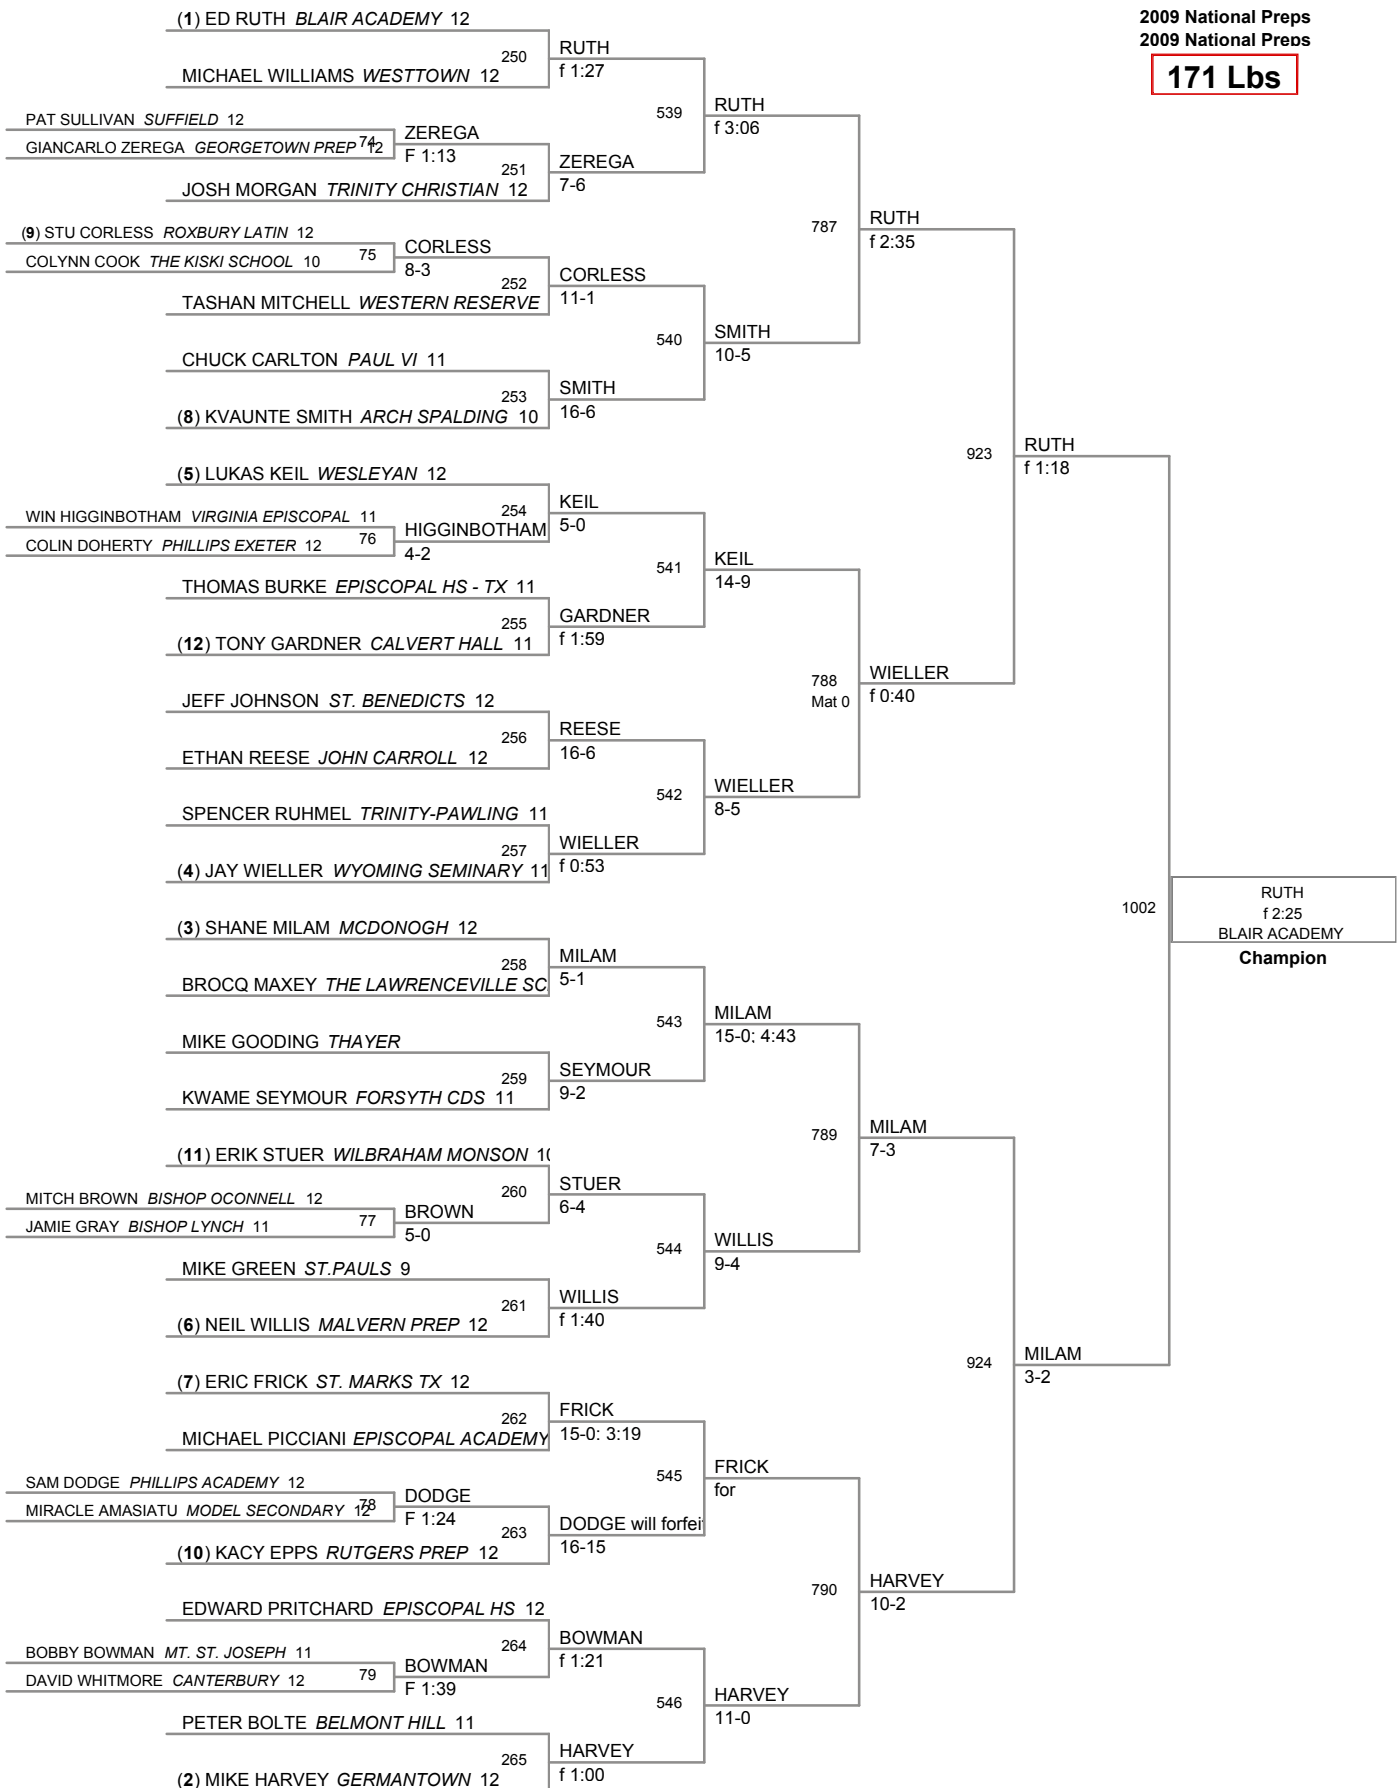 (1) ED RUTH BLAIR ACADEMY 12
2009 National Preps
2009 National Preps
171 Lbs
250
RUTH
f 1:27
MICHAEL WILLIAMS WESTTOWN 12
539
RUTH
f 3:06
PAT SULLIVAN SUFFIELD 12
GIANCARLO ZEREGA GEORGETOWN PREP 12
74
ZEREGA
F 1:13
251
ZEREGA
7-6
JOSH MORGAN TRINITY CHRISTIAN 12
787
RUTH
f 2:35
(9) STU CORLESS ROXBURY LATIN 12
COLYNN COOK THE KISKI SCHOOL 10
75
CORLESS
8-3
252
CORLESS
11-1
TASHAN MITCHELL WESTERN RESERVE
540
SMITH
10-5
CHUCK CARLTON PAUL VI 11
253
SMITH
16-6
(8) KVAUNTE SMITH ARCH SPALDING 10
923
RUTH
f 1:18
(5) LUKAS KEIL WESLEYAN 12
254
KEIL
5-0
WIN HIGGINBOTHAM VIRGINIA EPISCOPAL 11
COLIN DOHERTY PHILLIPS EXETER 12
76
HIGGINBOTHAM
4-2
541
KEIL
14-9
THOMAS BURKE EPISCOPAL HS - TX 11
255
GARDNER
f 1:59
(12) TONY GARDNER CALVERT HALL 11
788
Mat 0
WIELLER
f 0:40
JEFF JOHNSON ST. BENEDICTS 12
256
REESE
16-6
ETHAN REESE JOHN CARROLL 12
542
WIELLER
8-5
SPENCER RUHMEL TRINITY-PAWLING 11
257
WIELLER
f 0:53
(4) JAY WIELLER WYOMING SEMINARY 11
1002
RUTH
f 2:25
BLAIR ACADEMY
Champion
(3) SHANE MILAM MCDONOGH 12
258
MILAM
5-1
BROCQ MAXEY THE LAWRENCEVILLE SC
543
MILAM
15-0; 4:43
MIKE GOODING THAYER
259
SEYMOUR
9-2
KWAME SEYMOUR FORSYTH CDS 11
789
MILAM
7-3
(11) ERIK STUER WILBRAHAM MONSON 10
260
STUER
6-4
MITCH BROWN BISHOP OCONNELL 12
JAMIE GRAY BISHOP LYNCH 11
77
BROWN
5-0
544
WILLIS
9-4
MIKE GREEN ST.PAULS 9
261
WILLIS
f 1:40
(6) NEIL WILLIS MALVERN PREP 12
924
MILAM
3-2
(7) ERIC FRICK ST. MARKS TX 12
262
FRICK
15-0; 3:19
MICHAEL PICCIANI EPISCOPAL ACADEMY
545
FRICK
for
SAM DODGE PHILLIPS ACADEMY 12
MIRACLE AMASIATU MODEL SECONDARY 12
78
DODGE
F 1:24
263
DODGE will forfeit
16-15
(10) KACY EPPS RUTGERS PREP 12
790
HARVEY
10-2
EDWARD PRITCHARD EPISCOPAL HS 12
264
BOWMAN
f 1:21
BOBBY BOWMAN MT. ST. JOSEPH 11
DAVID WHITMORE CANTERBURY 12
79
BOWMAN
F 1:39
546
HARVEY
11-0
PETER BOLTE BELMONT HILL 11
265
HARVEY
f 1:00
(2) MIKE HARVEY GERMANTOWN 12